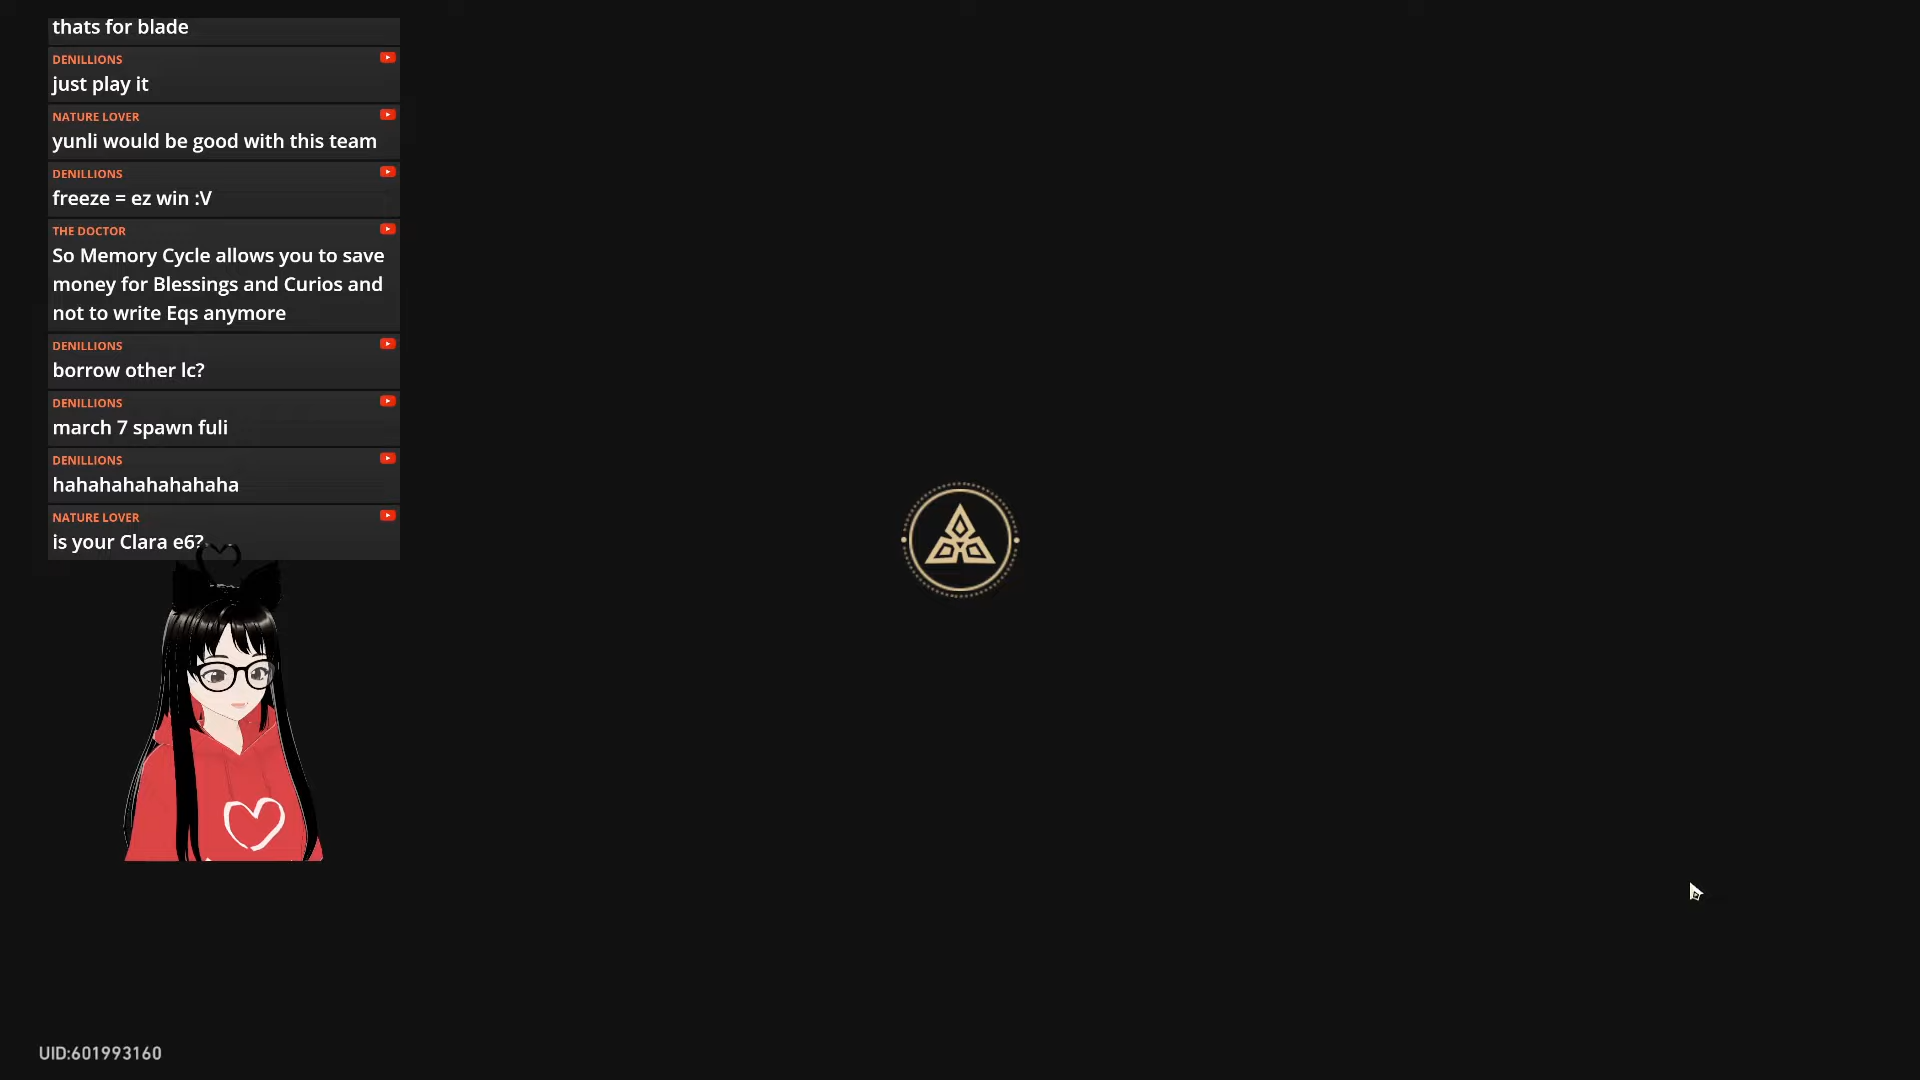 thats for blade
DENILLIONS
just play it
NATURE LOVER
yunli would be good with this team
DENILLIONS
freeze = ez win :V
THE DOCTOR
So Memory Cycle allows you to save
money for Blessings and Curios and
not to write Eqs anymore
DENILLIONS
borrow other lc?
DENILLIONS
march 7 spawn fuli
DENILLIONS
hahahahahahahaha
NATURE LOVER
is your Clara e6?
UID:601993160